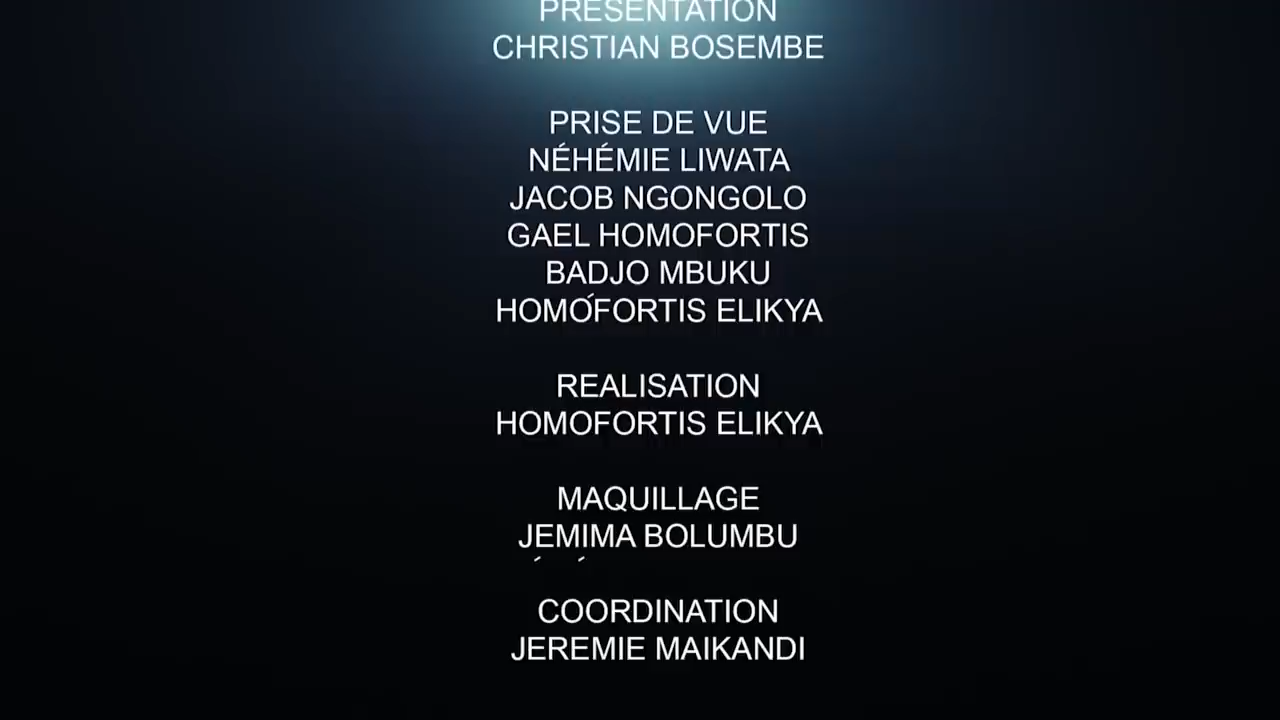 PRESENTATION
CHRISTIAN BOSEMBE
PRISE DE VUE
NÉHÉMIE LIWATA
JACOB NGONGOLO
GAEL HOMOFORTIS
BADJO MBUKU
HOMOFORTIS ELIKYA
REALISATION
HOMOFORTIS ELIKYA
MAQUILLAGE
JEMIMA BOLUMBU
COORDINATION
JEREMIE MAIKANDI